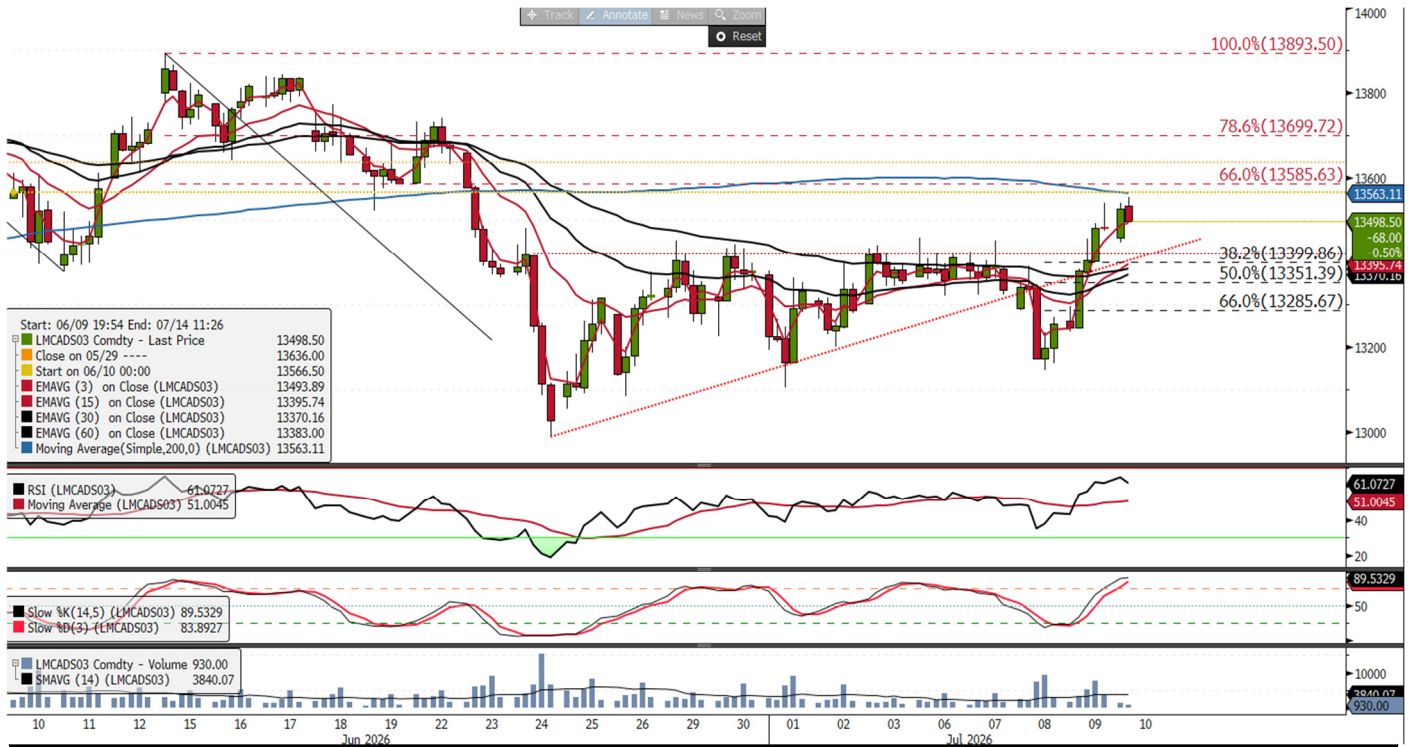 Track Annotate News Zoom
Reset
14000
100.0%(13893.50)
13800
78.6%(13699.72)
66.0%(13585.63)
13600
13563.11
13498.50
-68.00
-0.50%
38.2%(13399.86)
13395.74
13370.16
50.0%(13351.39)
66.0%(13285.67)
13200
13000
Start: 06/09 19:54 End: 07/14 11:26
LMCADS03 Comdty - Last Price 13498.50
Close on 05/29 ---- 13636.00
Start on 06/10 00:00 13566.50
EMAVG (3) on Close (LMCADS03) 13493.89
EMAVG (15) on Close (LMCADS03) 13395.74
EMAVG (30) on Close (LMCADS03) 13370.16
EMAVG (60) on Close (LMCADS03) 13383.00
Moving Average(Simple,200,0) (LMCADS03) 13563.11
RSI (LMCADS03) 61.0727
Moving Average (LMCADS03) 51.0045
61.0727
51.0045
40
20
Slow %K(14,5) (LMCADS03) 89.5329
Slow %D(3) (LMCADS03) 83.8927
89.5329
50
LMCADS03 Comdty - Volume 930.00
SMAVG (14) (LMCADS03) 3840.07
10000
3840.07
930.00
10 11 12 15 16 17 18 19 22 23 24 25 26 29 30 01 02 03 06 07 08 09 10
Jun 2026 Jul 2026